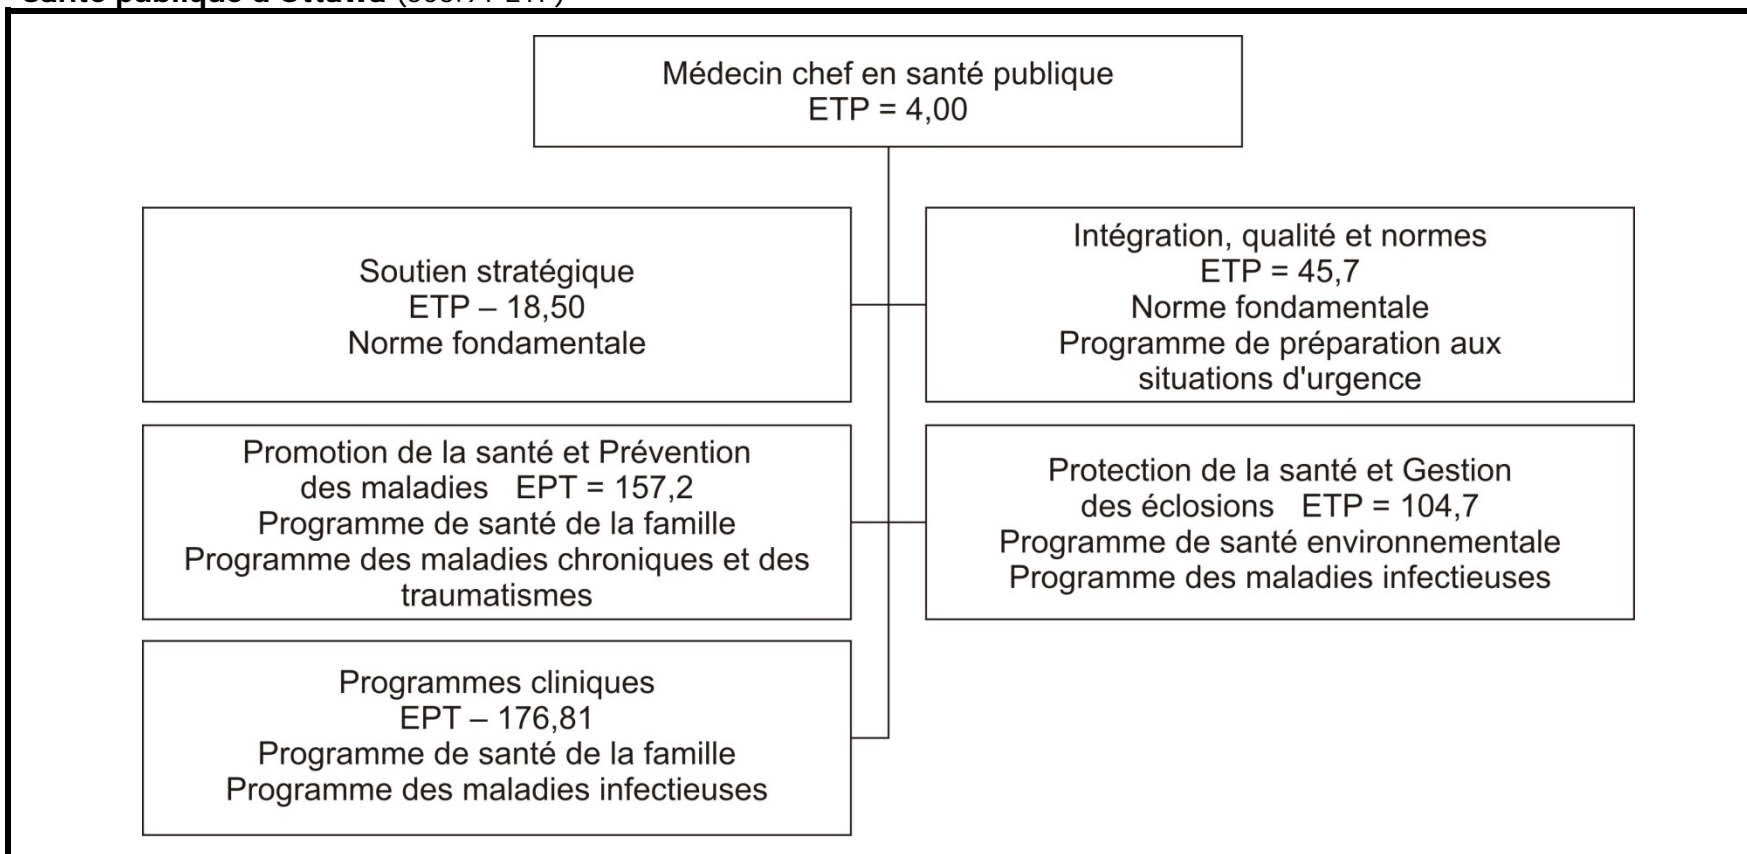 Médecin chef en santé publique
ETP = 4,00
Soutien stratégique
ETP – 18,50
Norme fondamentale
Intégration, qualité et normes
ETP = 45,7
Norme fondamentale
Programme de préparation aux
situations d'urgence
Promotion de la santé et Prévention
des maladies EPT = 157,2
Programme de santé de la famille
Programme des maladies chroniques et des
traumatismes
Protection de la santé et Gestion
des éclosions ETP = 104,7
Programme de santé environnementale
Programme des maladies infectieuses
Programmes cliniques
EPT – 176,81
Programme de santé de la famille
Programme des maladies infectieuses